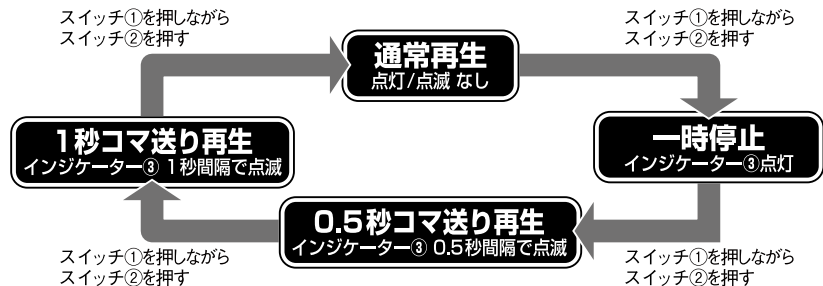 スイッチ①を押しながら
スイッチ②を押す
通常再生
点灯/点滅 なし
スイッチ①を押しながら
スイッチ②を押す
一時停止
インジケーター③点灯
スイッチ①を押しながら
スイッチ②を押す
0.5秒コマ送り再生
インジケーター③ 0.5秒間隔で点滅
スイッチ①を押しながら
スイッチ②を押す
1秒コマ送り再生
インジケーター③ 1秒間隔で点滅